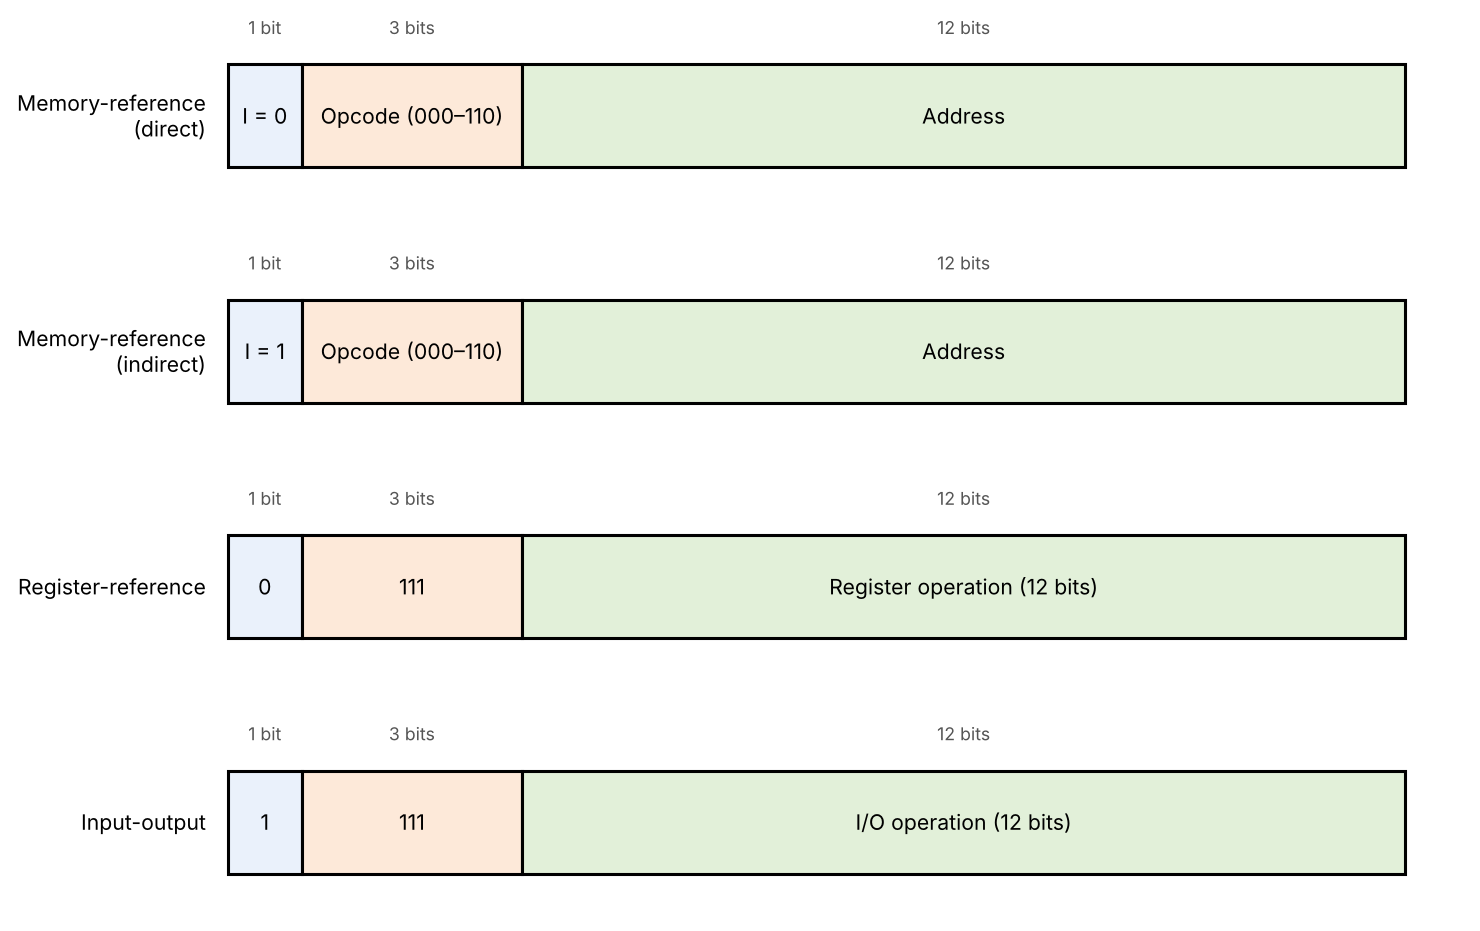 1 bit 3 bits 12 bits
Memory-reference
(direct)
I = 0 Opcode (000–110) Address
1 bit 3 bits 12 bits
Memory-reference
(indirect)
I = 1 Opcode (000–110) Address
1 bit 3 bits 12 bits
Register-reference 0 111 Register operation (12 bits)
1 bit 3 bits 12 bits
Input-output 1 111 I/O operation (12 bits)